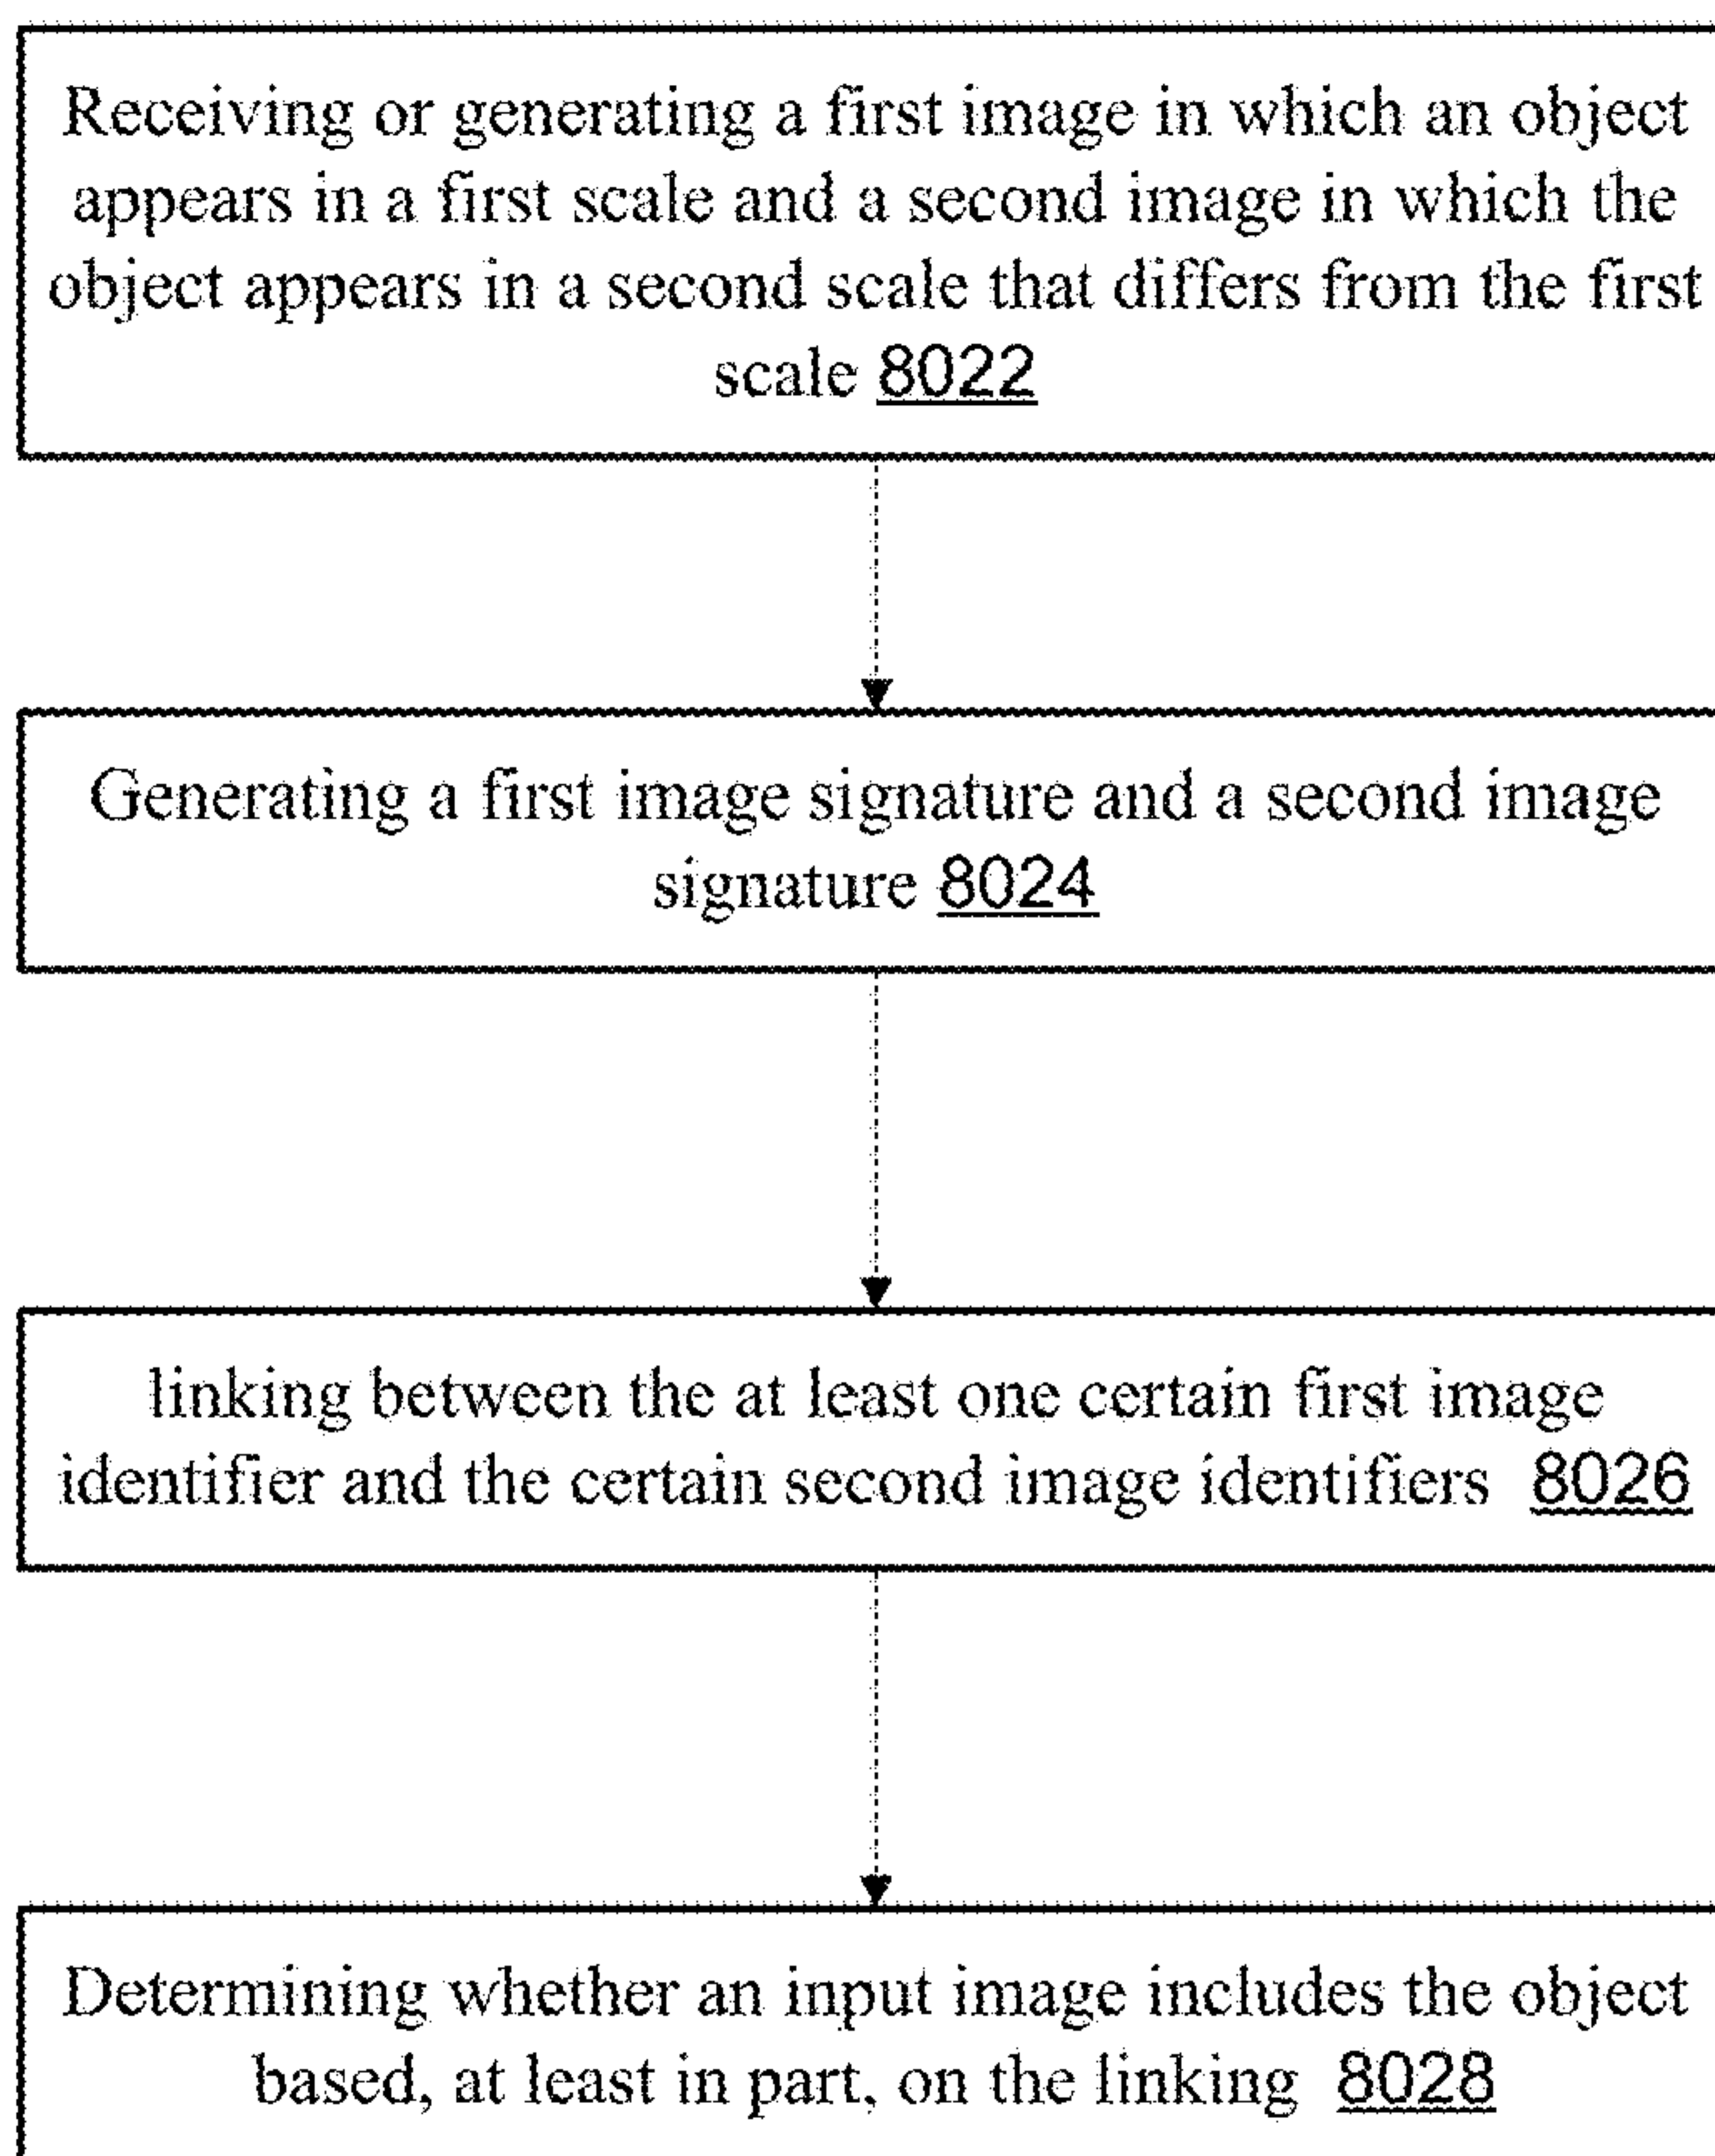 Receiving or generating a first image in which an object
appears in a first scale and a second image in which the
object appears in a second scale that differs from the first
scale 8022
Generating a first image signature and a second image
signature 8024
linking between the at least one certain first image
identifier and the certain second image identifiers 8026
Determining whether an input image includes the object
based, at least in part, on the linking 8028